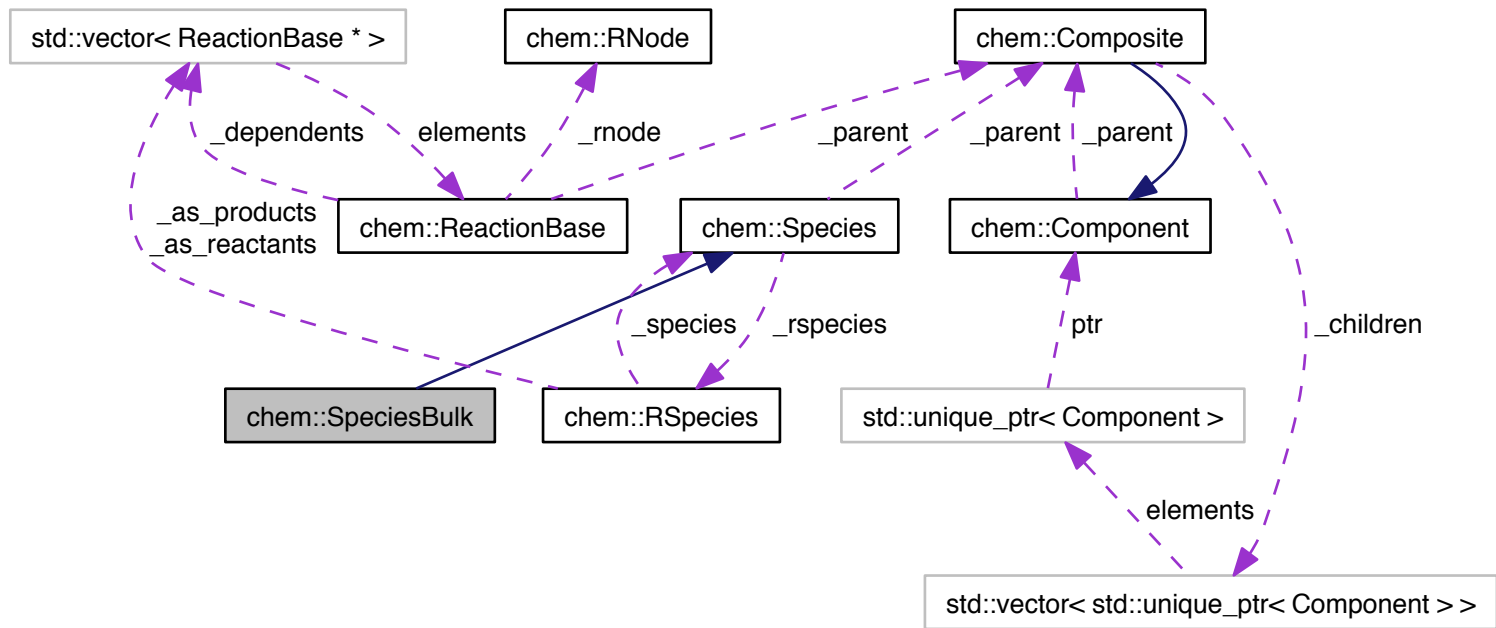 std::vector< ReactionBase * >
chem::RNode
chem::Composite
_dependents
elements
_rnode
_parent
_parent
_parent
_as_products
_as_reactants
chem::ReactionBase
chem::Species
chem::Component
_species
_rspecies
ptr
_children
chem::SpeciesBulk
chem::RSpecies
std::unique_ptr< Component >
elements
std::vector< std::unique_ptr< Component > >